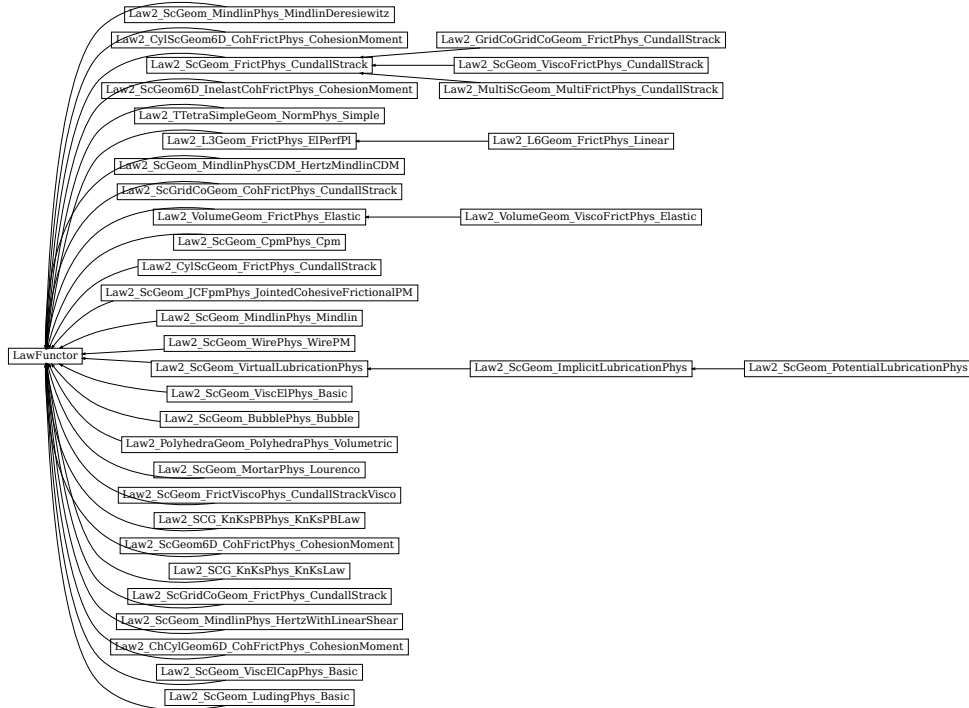 Law2_ScGeom_MindlinPhys_MindlinDeresiewitz
Law2_CylScGeom6D_CohFrictPhys_CohesionMoment
Law2_GridCoGridCoGeom_FrictPhys_CundallStrack
Law2_ScGeom_FrictPhys_CundallStrack
Law2_ScGeom_ViscoFrictPhys_CundallStrack
Law2_ScGeom6D_InelastCohFrictPhys_CohesionMoment
Law2_MultiScGeom_MultiFrictPhys_CundallStrack
Law2_TTetraSimpleGeom_NormPhys_Simple
Law2_L3Geom_FrictPhys_ElPerfPl
Law2_L6Geom_FrictPhys_Linear
Law2_ScGeom_MindlinPhysCDM_HertzMindlinCDM
Law2_ScGridCoGeom_CohFrictPhys_CundallStrack
Law2_VolumeGeom_FrictPhys_Elastic
Law2_VolumeGeom_ViscoFrictPhys_Elastic
Law2_ScGeom_CpmPhys_Cpm
Law2_CylScGeom_FrictPhys_CundallStrack
Law2_ScGeom_JCFpmPhys_JointedCohesiveFrictionalPM
Law2_ScGeom_MindlinPhys_Mindlin
Law2_ScGeom_WirePhys_WirePM
LawFunctor
Law2_ScGeom_VirtualLubricationPhys
Law2_ScGeom_ImplicitLubricationPhys
Law2_ScGeom_PotentialLubricationPhys
Law2_ScGeom_ViscElPhys_Basic
Law2_ScGeom_BubblePhys_Bubble
Law2_PolyhedraGeom_PolyhedraPhys_Volumetric
Law2_ScGeom_MortarPhys_Lourenco
Law2_ScGeom_FrictViscoPhys_CundallStrackVisco
Law2_SCG_KnKsPBPhys_KnKsPBLaw
Law2_ScGeom6D_CohFrictPhys_CohesionMoment
Law2_SCG_KnKsPhys_KnKsLaw
Law2_ScGridCoGeom_FrictPhys_CundallStrack
Law2_ScGeom_MindlinPhys_HertzWithLinearShear
Law2_ChCylGeom6D_CohFrictPhys_CohesionMoment
Law2_ScGeom_ViscElCapPhys_Basic
Law2_ScGeom_LudingPhys_Basic